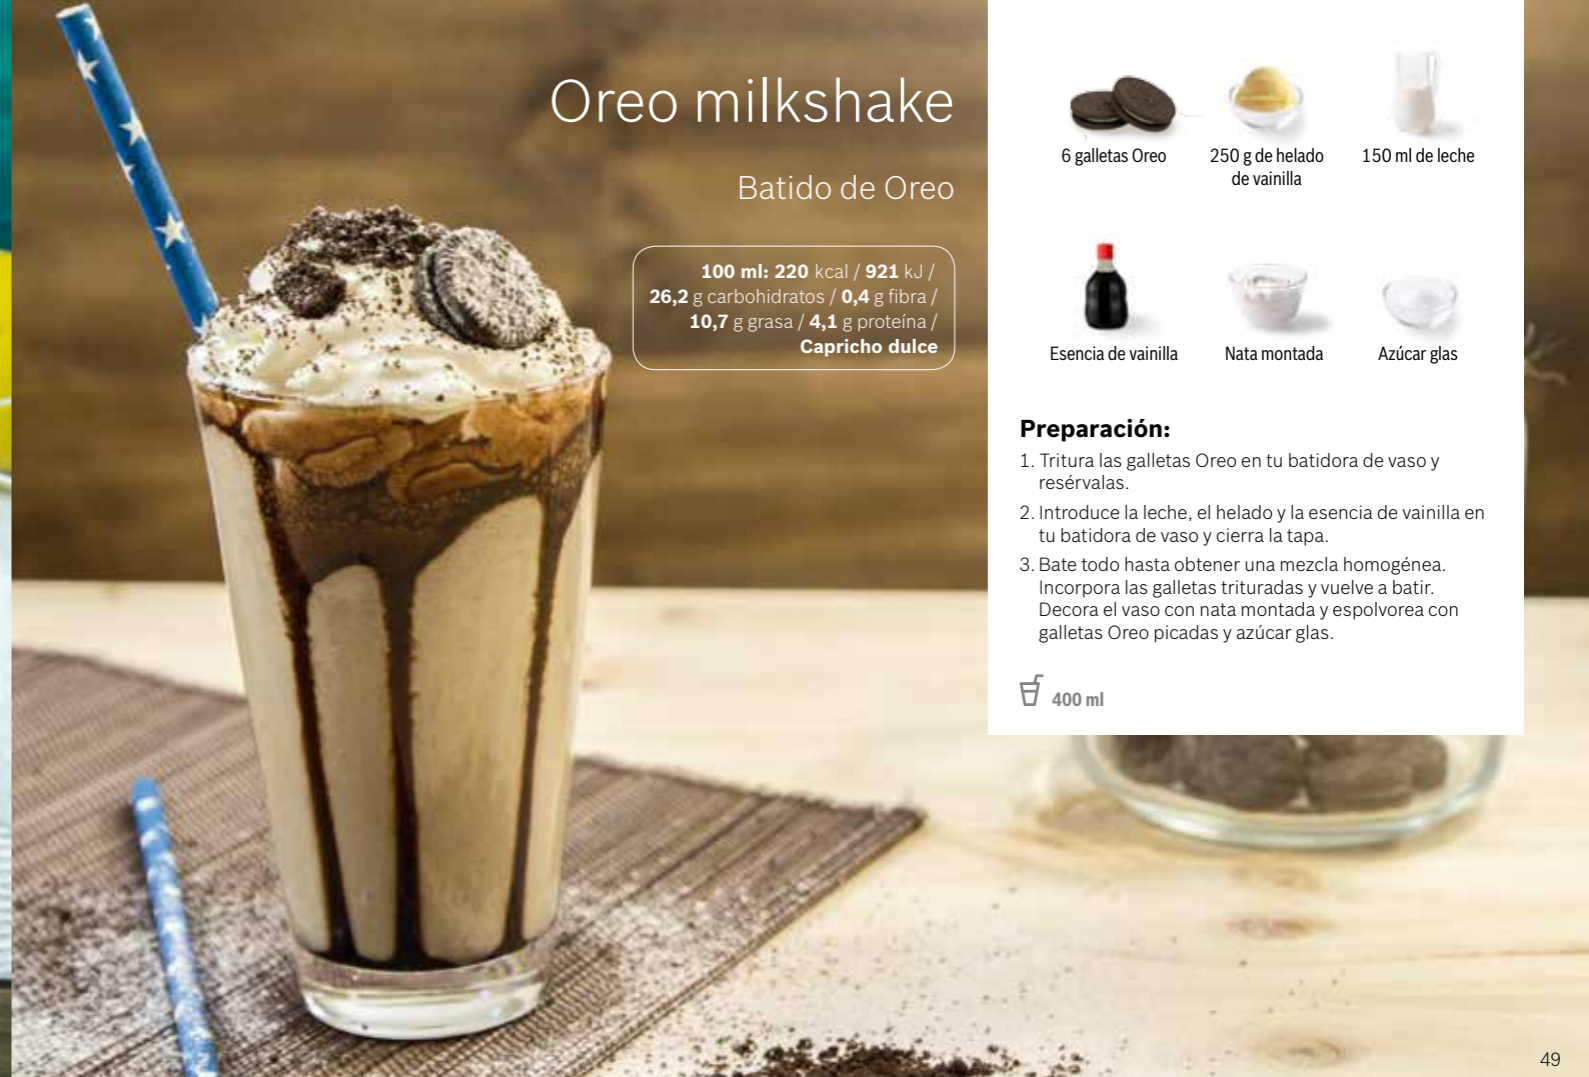 Oreo milkshake
Batido de Oreo
100 ml: 220 kcal / 921 kJ /
26,2 g carbohidratos / 0,4 g fibra /
10,7 g grasa / 4,1 g proteína /
Capricho dulce
6 galletas Oreo
250 g de helado
de vainilla
150 ml de leche
Esencia de vainilla
Nata montada
Azúcar glas
Preparación:
1. Tritura las galletas Oreo en tu batidora de vaso y
resérvalas.
2. Introduce la leche, el helado y la esencia de vainilla en
tu batidora de vaso y cierra la tapa.
3. Bate todo hasta obtener una mezcla homogénea.
Incorpora las galletas trituradas y vuelve a batir.
Decora el vaso con nata montada y espolvorea con
galletas Oreo picadas y azúcar glas.
400 ml
49